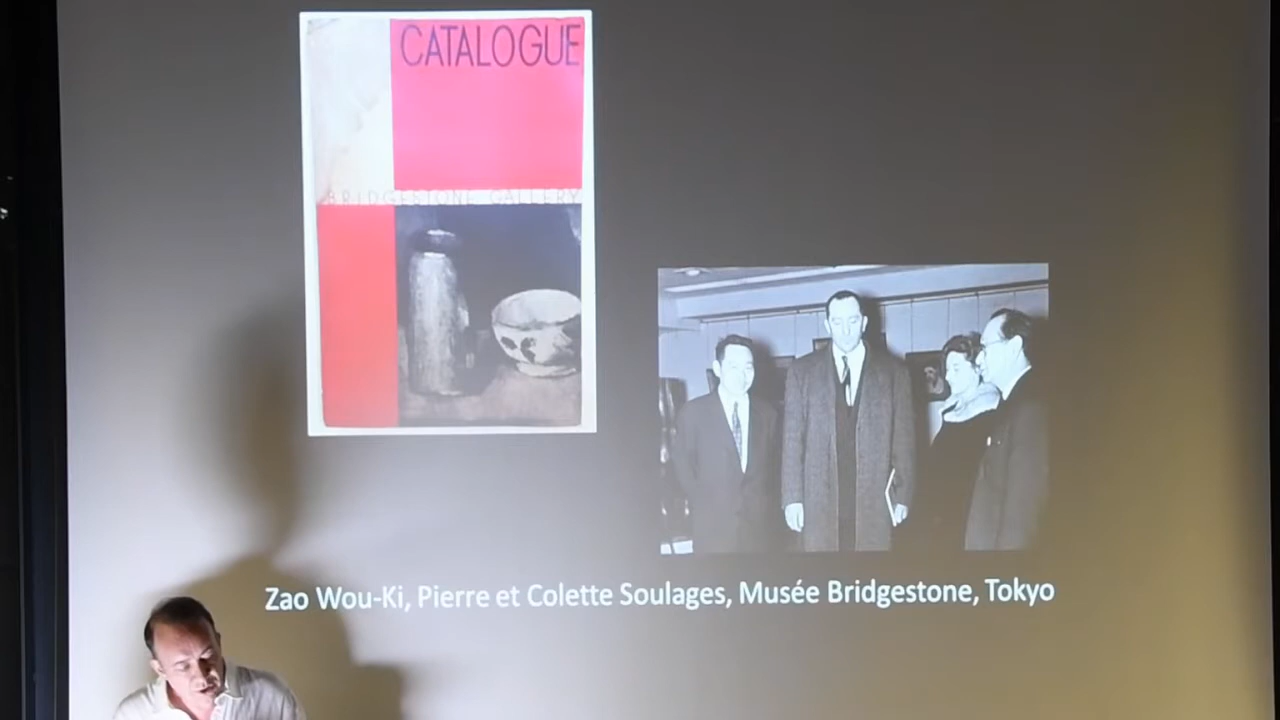 CATALOGUE
BRIDGESTONE GALLERY
Zao Wou-Ki, Pierre et Colette Soulages, Musée Bridgestone, Tokyo